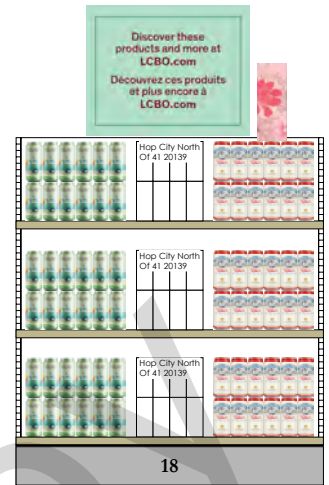 Discover these
products and more at
LCBO.com
Découvrez ces produits
et plus encore à
LCBO.com
Hop City North
Of 41 20139
Hop City North
Of 41 20139
Hop City North
Of 41 20139
18